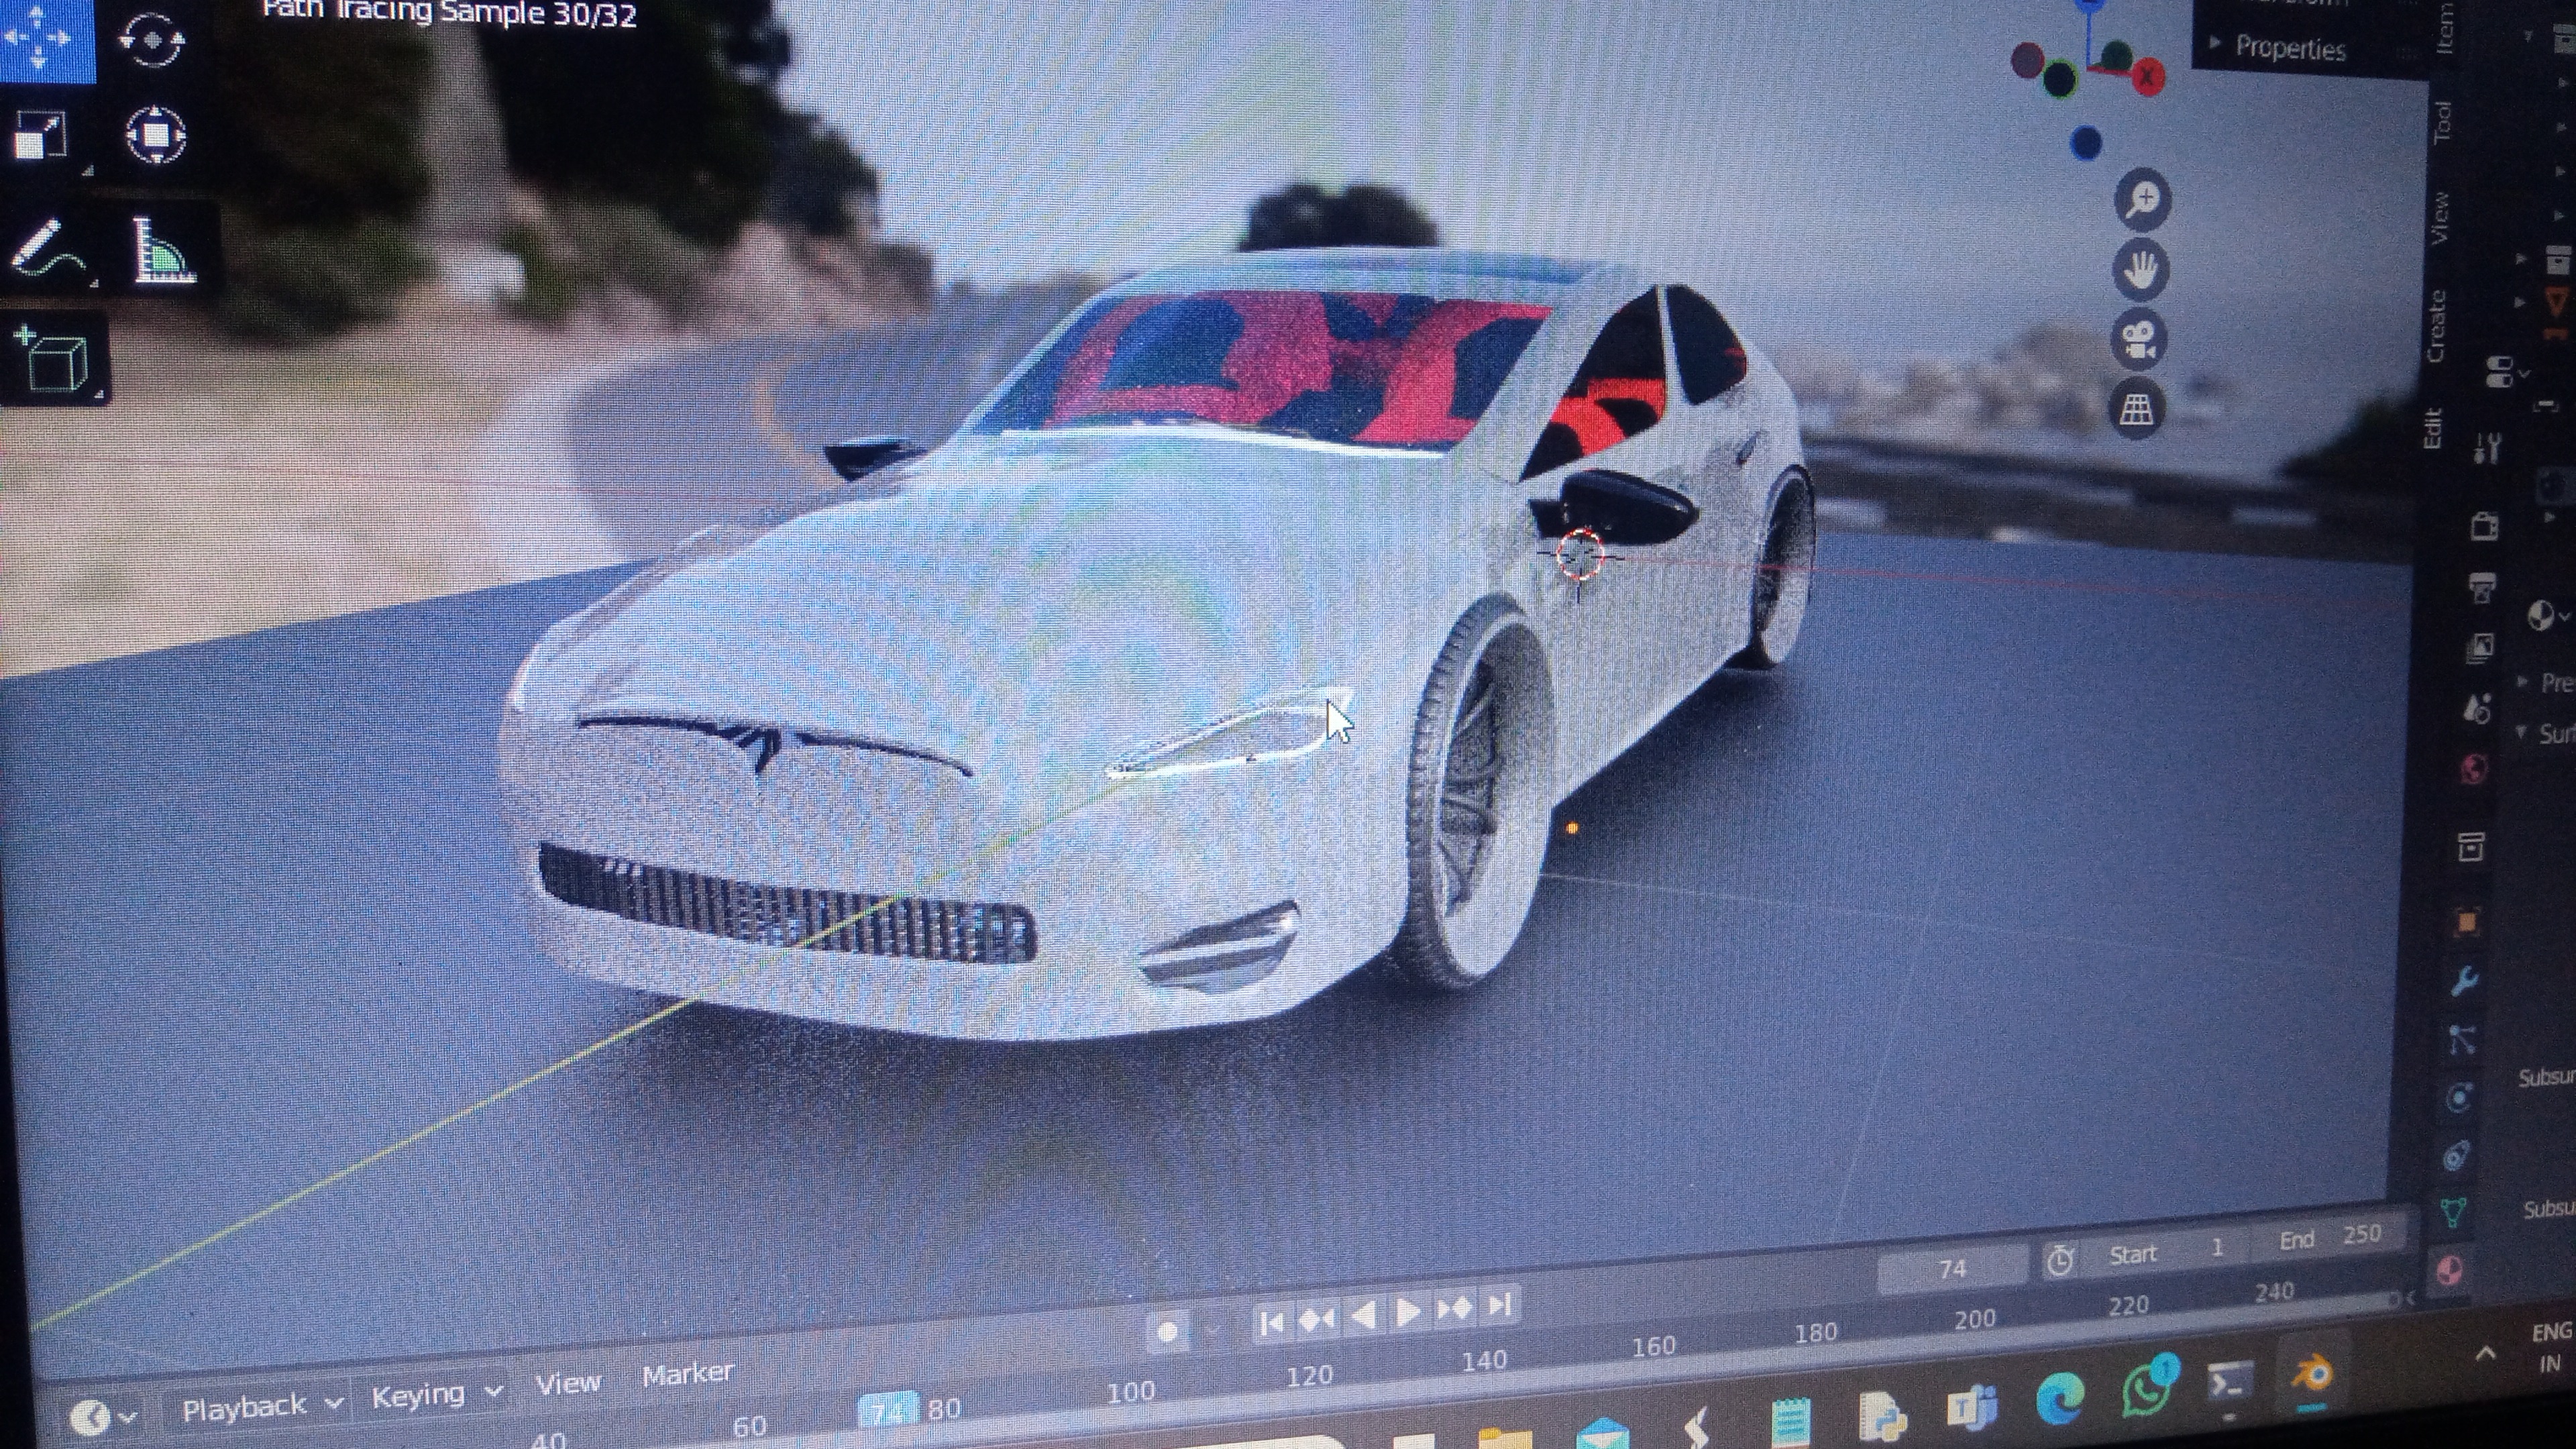 Path Tracing Sample 30/32
Properties
Item
Tool
View
Create
Edit
X
Pre
Sur
Subsur
Subsu
74
Start 1
End 250
Playback
Keying
View
Marker
40
60
74
80
100
120
140
160
180
200
220
240
T
1
ENG
IN